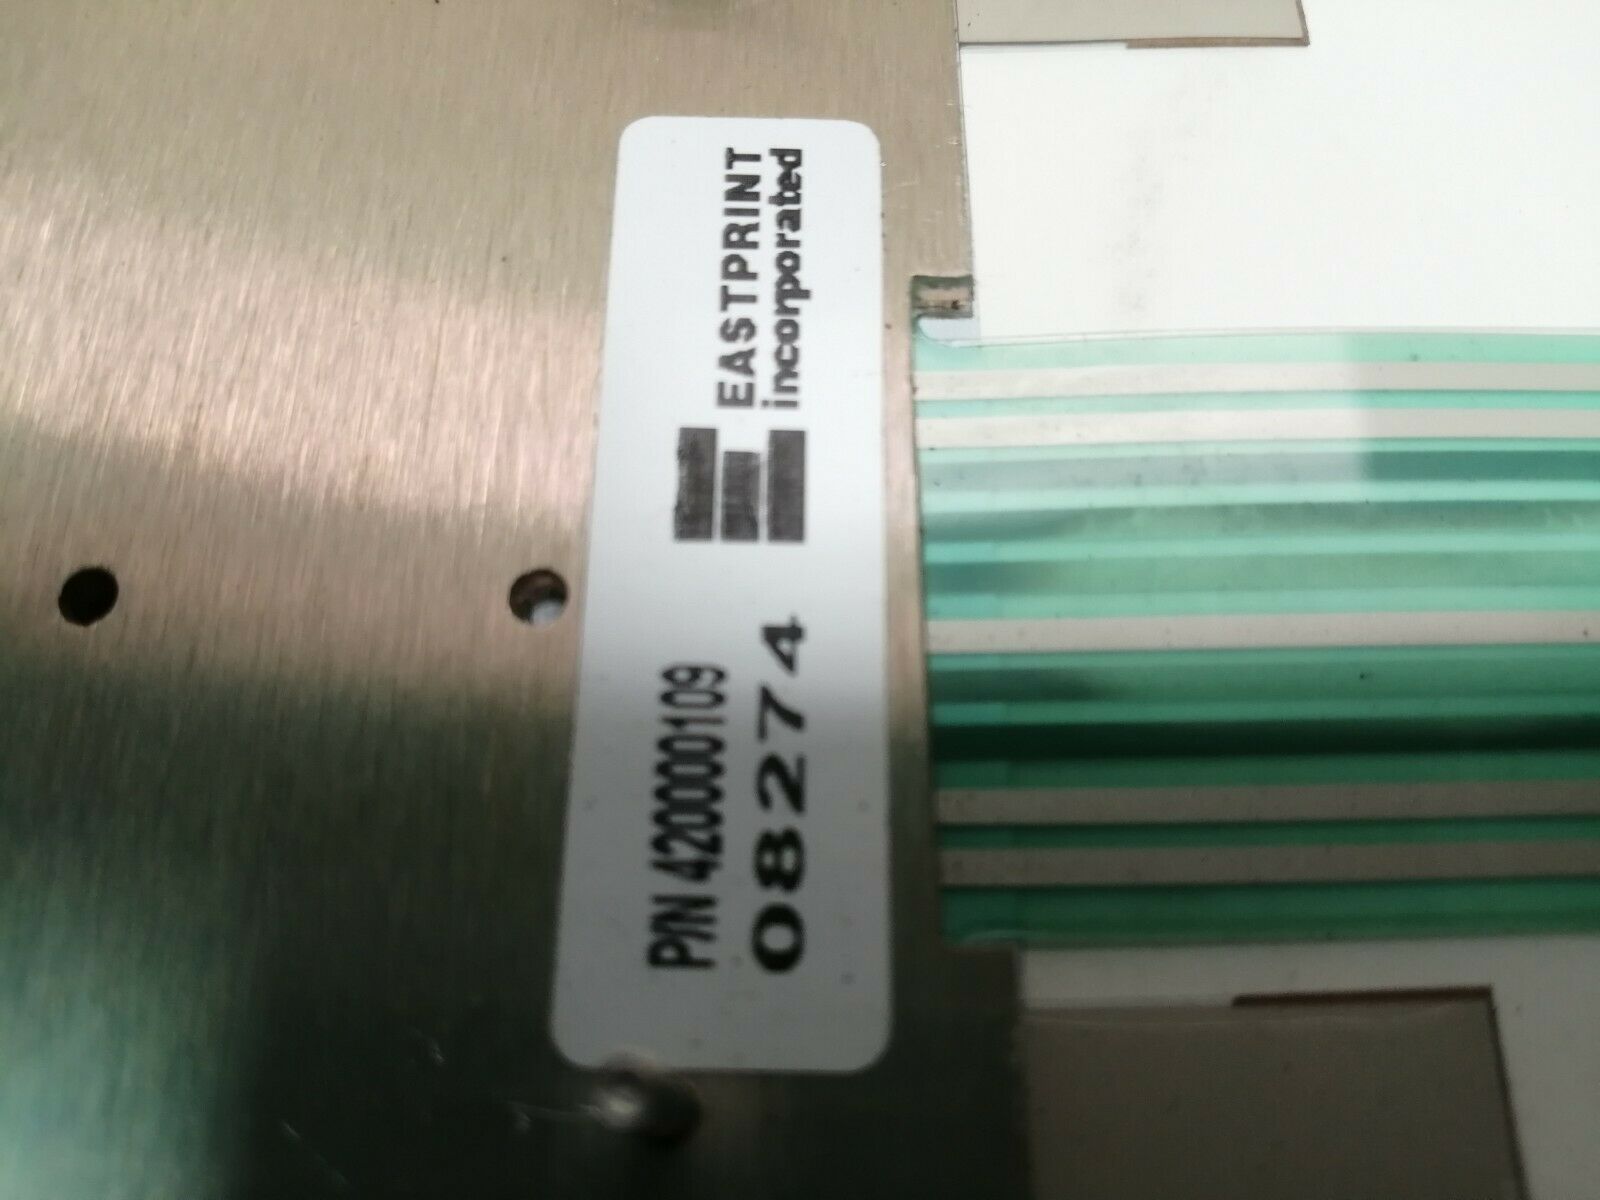 EASTPRINT
incorporated
P/N 4200000109
08274